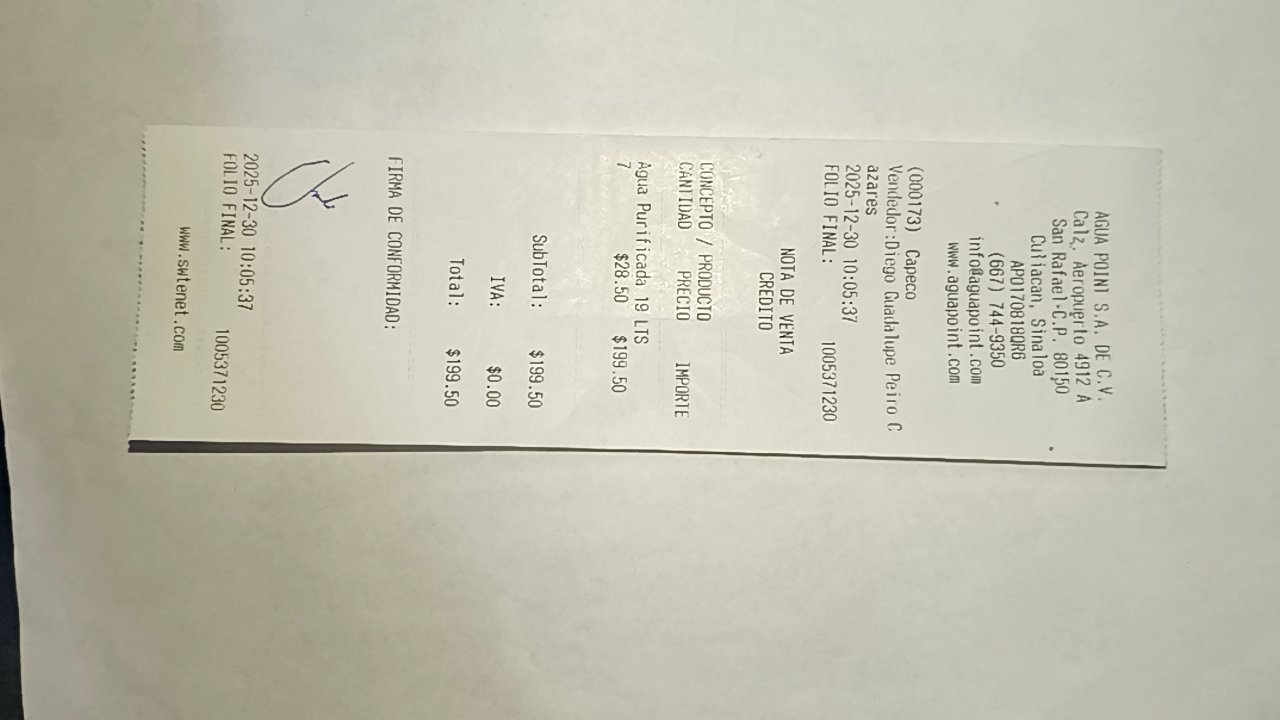 AGUA POINT S.A. DE C.V.
Calz. Aeropuerto 4912 A
San Rafael C.P. 80150
Culiacan, Sinaloa
APO170818QR6
(667) 744-9350
info@aguapoint.com
www.aguapoint.com
(000173) Capeco
Vendedor:Diego Guadalupe Peiro C
azares
2025-12-30 10:05:37
FOLIO FINAL: 1005371230
NOTA DE VENTA
CREDITO
CONCEPTO / PRODUCTO
CANTIDAD PRECIO IMPORTE
Agua Purificada 19 LTS
7 $28.50 $199.50
SubTotal: $199.50
IVA: $0.00
Total: $199.50
FIRMA DE CONFORMIDAD:
2025-12-30 10:05:37
FOLIO FINAL: 1005371230
www.swltenet.com